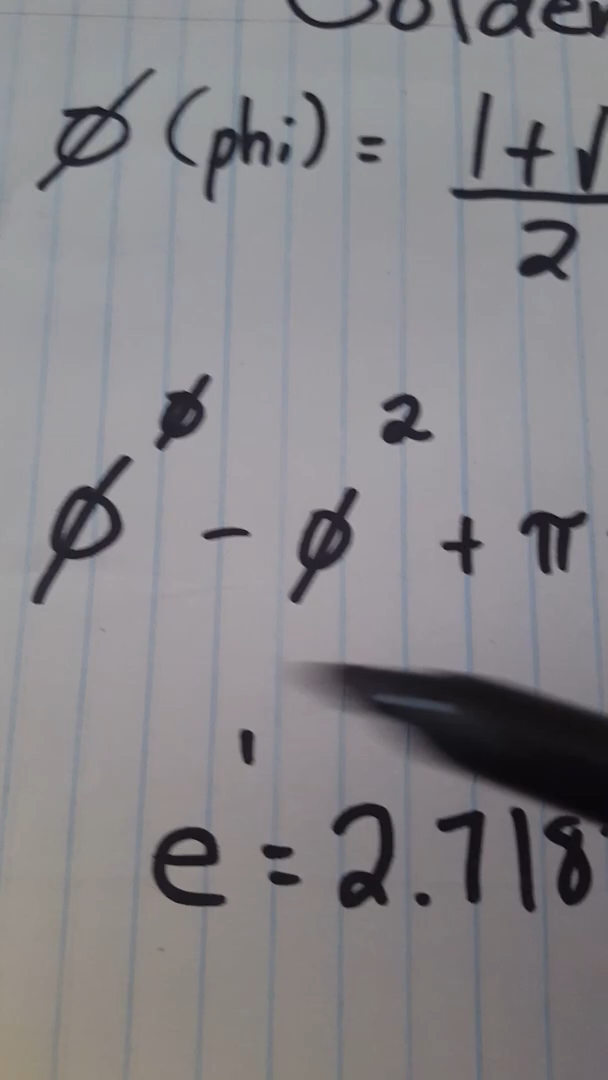 ϕ (phi) = 1+√ / 2
ϕ^ϕ - ϕ^2 + π
e^1 = 2.718